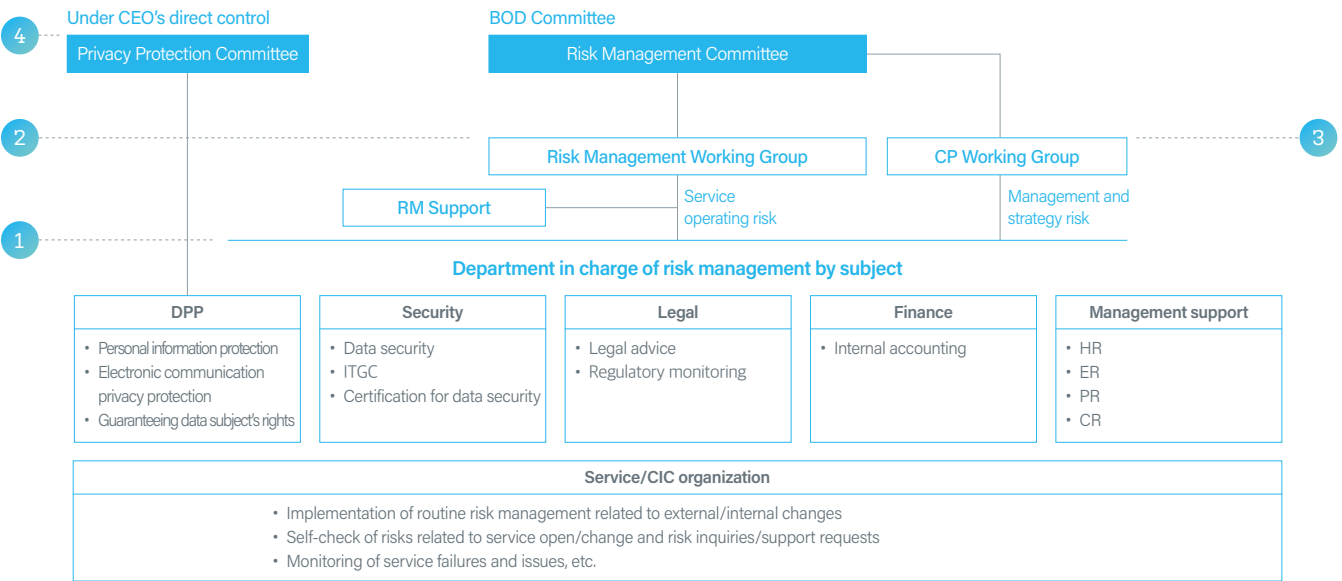 Under CEO's direct control
BOD Committee
4
Privacy Protection Committee
Risk Management Committee
2
3
Risk Management Working Group
CP Working Group
RM Support
Service
operating risk
Management and
strategy risk
1
Department in charge of risk management by subject
DPP
• Personal information protection
• Electronic communication
privacy protection
• Guaranteeing data subject's rights
Security
• Data security
• ITGC
• Certification for data security
Legal
• Legal advice
• Regulatory monitoring
Finance
• Internal accounting
Management support
• HR
• ER
• PR
• CR
Service/CIC organization
• Implementation of routine risk management related to external/internal changes
• Self-check of risks related to service open/change and risk inquiries/support requests
• Monitoring of service failures and issues, etc.